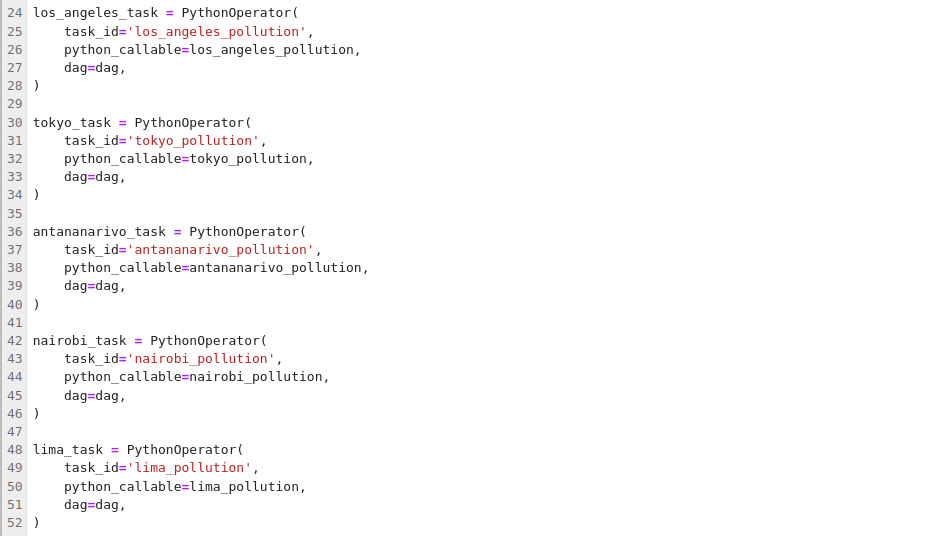 24 los_angeles_task = PythonOperator(
25     task_id='los_angeles_pollution',
26     python_callable=los_angeles_pollution,
27     dag=dag,
28 )
29
30 tokyo_task = PythonOperator(
31     task_id='tokyo_pollution',
32     python_callable=tokyo_pollution,
33     dag=dag,
34 )
35
36 antananarivo_task = PythonOperator(
37     task_id='antananarivo_pollution',
38     python_callable=antananarivo_pollution,
39     dag=dag,
40 )
41
42 nairobi_task = PythonOperator(
43     task_id='nairobi_pollution',
44     python_callable=nairobi_pollution,
45     dag=dag,
46 )
47
48 lima_task = PythonOperator(
49     task_id='lima_pollution',
50     python_callable=lima_pollution,
51     dag=dag,
52 )